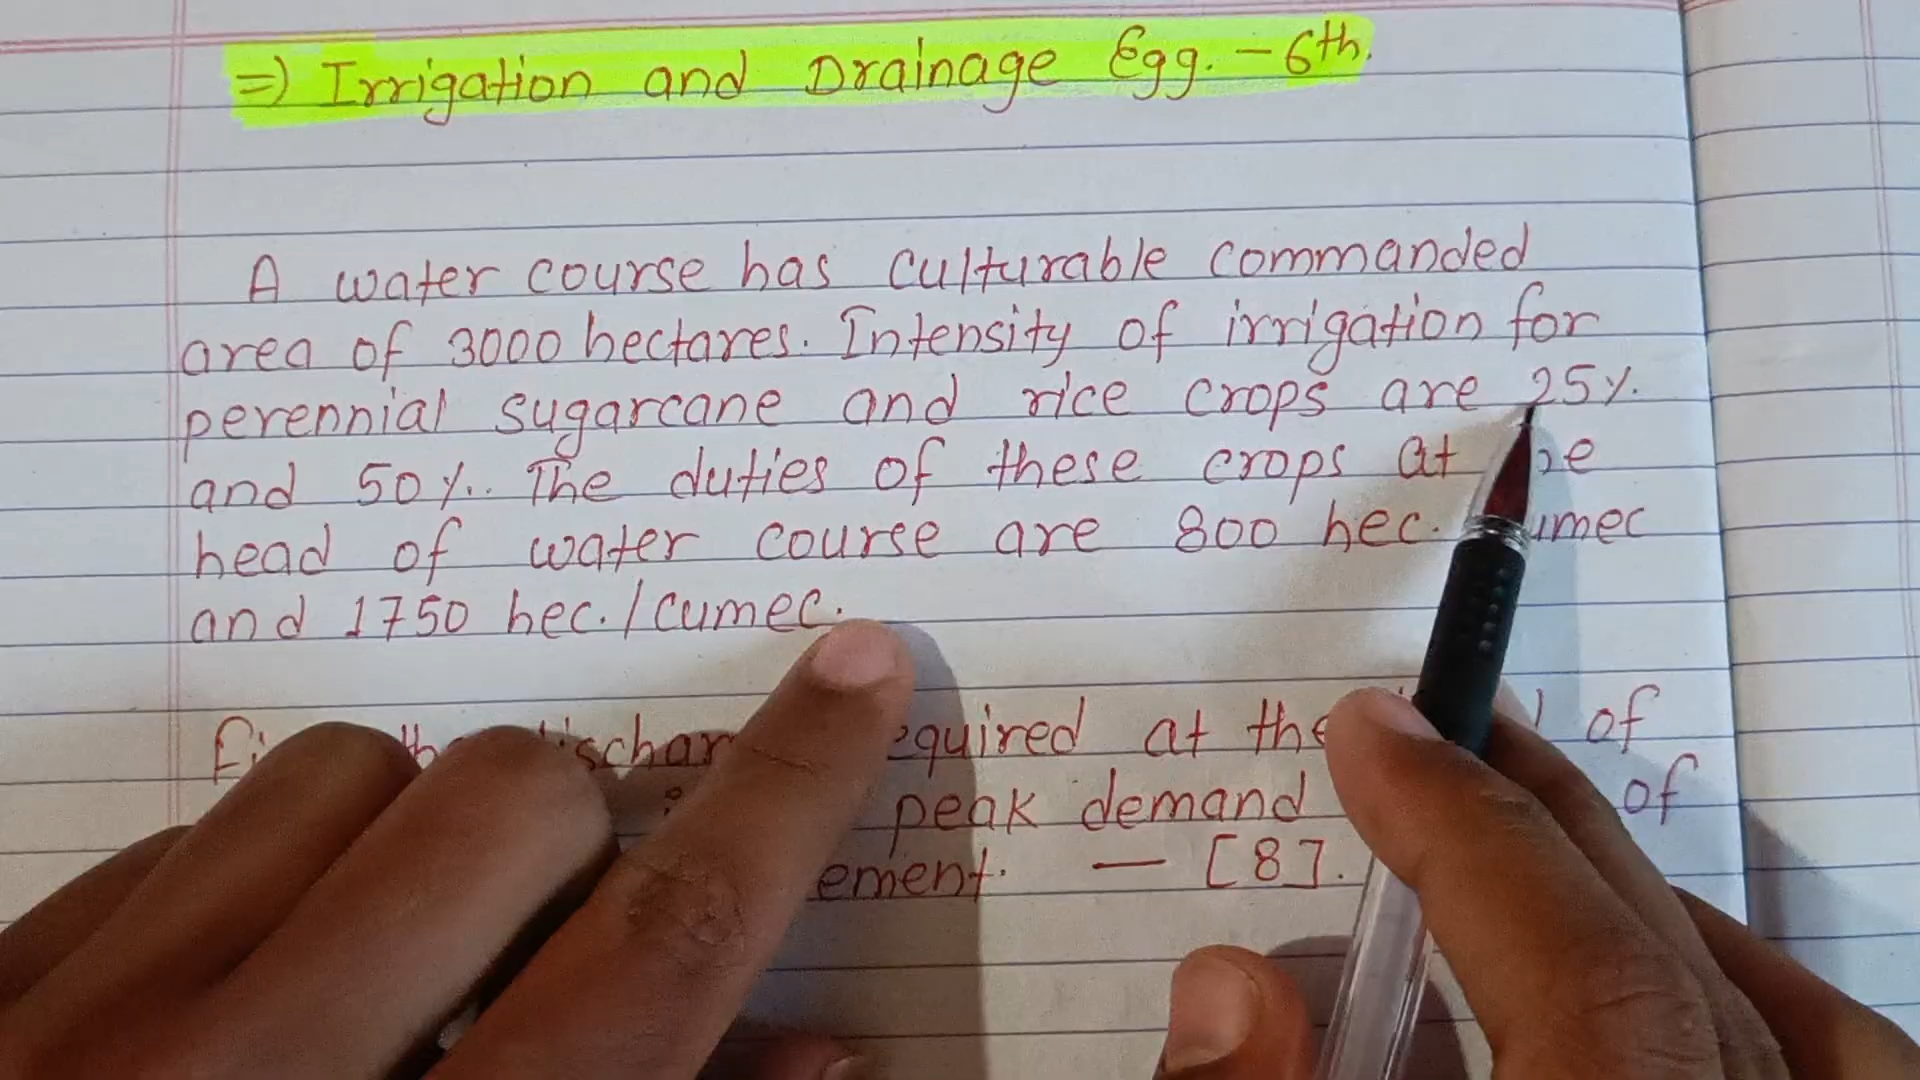 =) Irrigation and Drainage Egg. - 6th.
A water course has culturable commanded
area of 3000 hectares. Intensity of irrigation for
perennial sugarcane and rice crops are 25%
and 50%. The duties of these crops at
head of water course are 800 hec.
and 1750 hec./cumec.
required at the of
peak demand of
— [8].